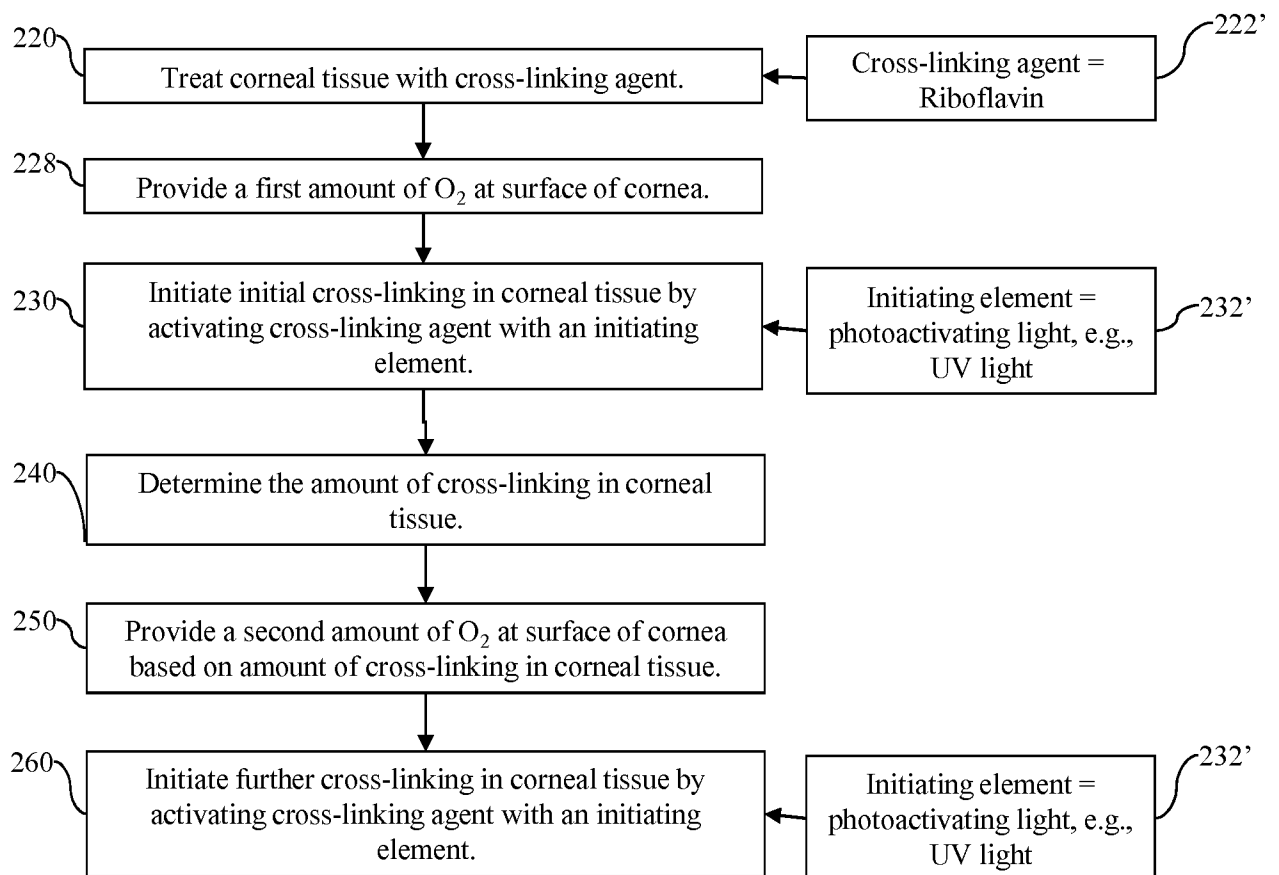 220
Treat corneal tissue with cross-linking agent.
Cross-linking agent =
Riboflavin
222’
228
Provide a first amount of O₂ at surface of cornea.
230
Initiate initial cross-linking in corneal tissue by
activating cross-linking agent with an initiating
element.
Initiating element =
photoactivating light, e.g.,
UV light
232’
240
Determine the amount of cross-linking in corneal
tissue.
250
Provide a second amount of O₂ at surface of cornea
based on amount of cross-linking in corneal tissue.
260
Initiate further cross-linking in corneal tissue by
activating cross-linking agent with an initiating
element.
Initiating element =
photoactivating light, e.g.,
UV light
232’